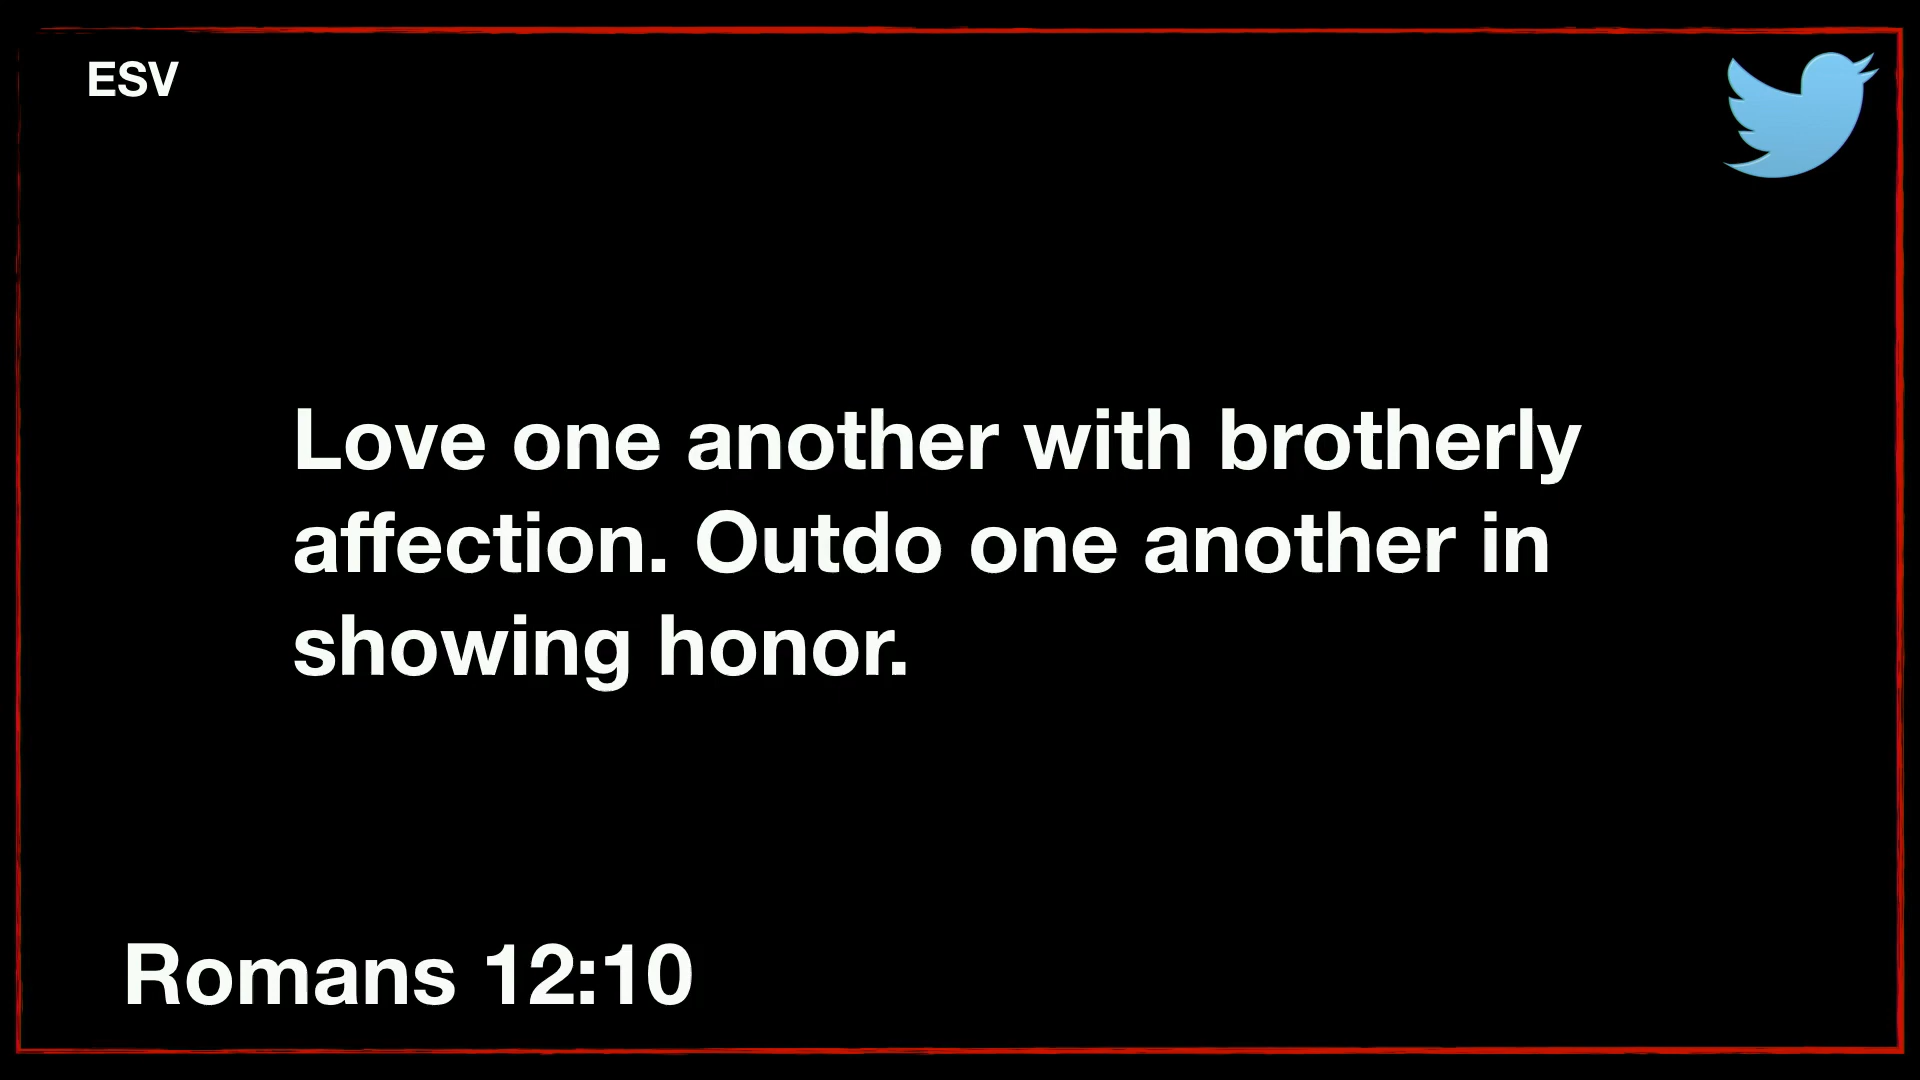 ESV
Love one another with brotherly
affection. Outdo one another in
showing honor.
Romans 12:10